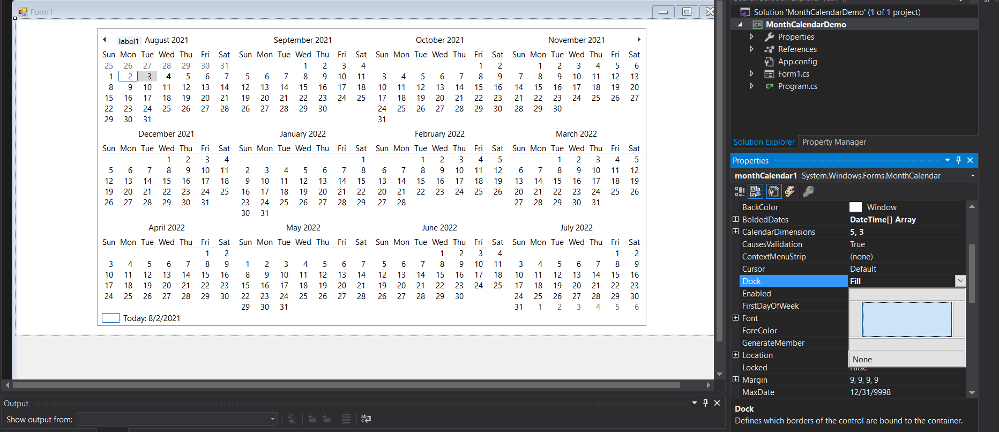 Form1
label1 August 2021 September 2021 October 2021 November 2021
Sun Mon Tue Wed Thu Fri Sat Sun Mon Tue Wed Thu Fri Sat Sun Mon Tue Wed Thu Fri Sat Sun Mon Tue Wed Thu Fri Sat
25 26 27 28 29 30 31 1 2 3 4 1 2 1 2 3 4 5 6
1 2 3 4 5 6 7 5 6 7 8 9 10 11 3 4 5 6 7 8 9 7 8 9 10 11 12 13
8 9 10 11 12 13 14 12 13 14 15 16 17 18 10 11 12 13 14 15 16 14 15 16 17 18 19 20
15 16 17 18 19 20 21 19 20 21 22 23 24 25 17 18 19 20 21 22 23 21 22 23 24 25 26 27
22 23 24 25 26 27 28 26 27 28 29 30 24 25 26 27 28 29 30 28 29 30
29 30 31 31
December 2021 January 2022 February 2022 March 2022
Sun Mon Tue Wed Thu Fri Sat Sun Mon Tue Wed Thu Fri Sat Sun Mon Tue Wed Thu Fri Sat Sun Mon Tue Wed Thu Fri Sat
1 2 3 4 1 1 2 3 4 5 1 2 3 4 5
5 6 7 8 9 10 11 2 3 4 5 6 7 8 6 7 8 9 10 11 12 6 7 8 9 10 11 12
12 13 14 15 16 17 18 9 10 11 12 13 14 15 13 14 15 16 17 18 19 13 14 15 16 17 18 19
19 20 21 22 23 24 25 16 17 18 19 20 21 22 20 21 22 23 24 25 26 20 21 22 23 24 25 26
26 27 28 29 30 31 23 24 25 26 27 28 29 27 28 27 28 29 30 31
30 31
April 2022 May 2022 June 2022 July 2022
Sun Mon Tue Wed Thu Fri Sat Sun Mon Tue Wed Thu Fri Sat Sun Mon Tue Wed Thu Fri Sat Sun Mon Tue Wed Thu Fri Sat
1 2 1 2 3 4 1 2
3 4 5 6 7 8 9 1 2 3 4 5 6 7 5 6 7 8 9 10 11 3 4 5 6 7 8 9
10 11 12 13 14 15 16 8 9 10 11 12 13 14 12 13 14 15 16 17 18 10 11 12 13 14 15 16
17 18 19 20 21 22 23 15 16 17 18 19 20 21 19 20 21 22 23 24 25 17 18 19 20 21 22 23
24 25 26 27 28 29 30 22 23 24 25 26 27 28 26 27 28 29 30 24 25 26 27 28 29 30
29 30 31 31 1 2 3 4 5 6
Today: 8/2/2021
Output
Show output from:
Solution 'MonthCalendarDemo' (1 of 1 project)
C# MonthCalendarDemo
Properties
References
App.config
Form1.cs
C# Program.cs
Solution Explorer Property Manager
Properties
monthCalendar1 System.Windows.Forms.MonthCalendar
BackColor Window
BoldedDates DateTime[] Array
CalendarDimensions 5, 3
CausesValidation True
ContextMenuStrip (none)
Cursor Default
Dock Fill
Enabled
FirstDayOfWeek
Font
ForeColor
GenerateMember
Location None
Locked False
Margin 9, 9, 9, 9
MaxDate 12/31/9998
Dock
Defines which borders of the control are bound to the container.